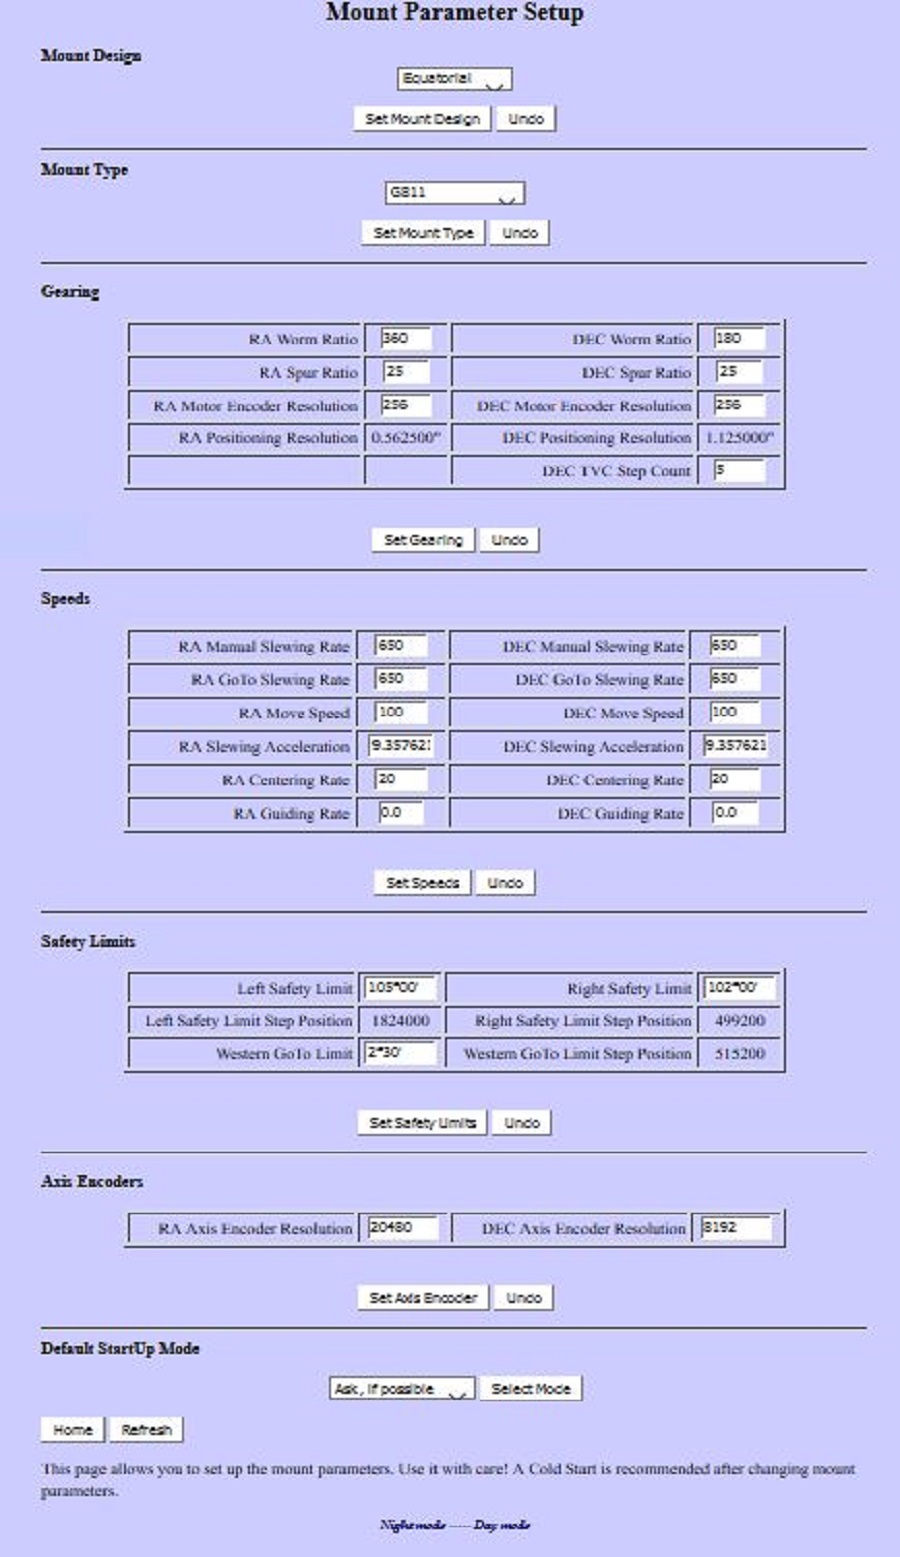 Mount Parameter Setup
Mount Design
Equatorial
Set Mount Design Undo
Mount Type
G811
Set Mount Type Undo
Gearing
RA Worm Ratio 360 DEC Worm Ratio 180
RA Spur Ratio 25 DEC Spur Ratio 25
RA Motor Encoder Resolution 256 DEC Motor Encoder Resolution 256
RA Positioning Resolution 0.562500" DEC Positioning Resolution 1.125000"
DEC TVC Step Count 5
Set Gearing Undo
Speeds
RA Manual Slewing Rate 650 DEC Manual Slewing Rate 650
RA GoTo Slewing Rate 650 DEC GoTo Slewing Rate 650
RA Move Speed 100 DEC Move Speed 100
RA Slewing Acceleration 9.357621 DEC Slewing Acceleration 9.357621
RA Centering Rate 20 DEC Centering Rate 20
RA Guiding Rate 0.0 DEC Guiding Rate 0.0
Set Speeds Undo
Safety Limits
Left Safety Limit 105*00' Right Safety Limit 102*00'
Left Safety Limit Step Position 1824000 Right Safety Limit Step Position 499200
Western GoTo Limit 2*30' Western GoTo Limit Step Position 515200
Set Safety Limits Undo
Axis Encoders
RA Axis Encoder Resolution 20480 DEC Axis Encoder Resolution 8192
Set Axis Encoder Undo
Default StartUp Mode
Ask, if possible Select Mode
Home Refresh
This page allows you to set up the mount parameters. Use it with care! A Cold Start is recommended after changing mount
parameters.
Nightmode ----- Day mode